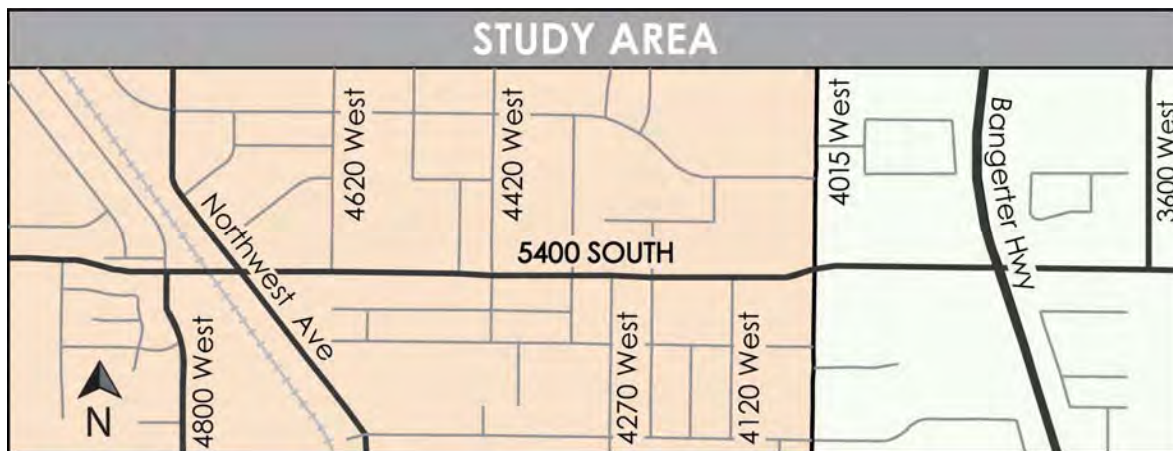 STUDY AREA
4620 West
4420 West
4015 West
Bangerter Hwy
3600 West
Northwest Ave
5400 SOUTH
4800 West
4270 West
4120 West
N